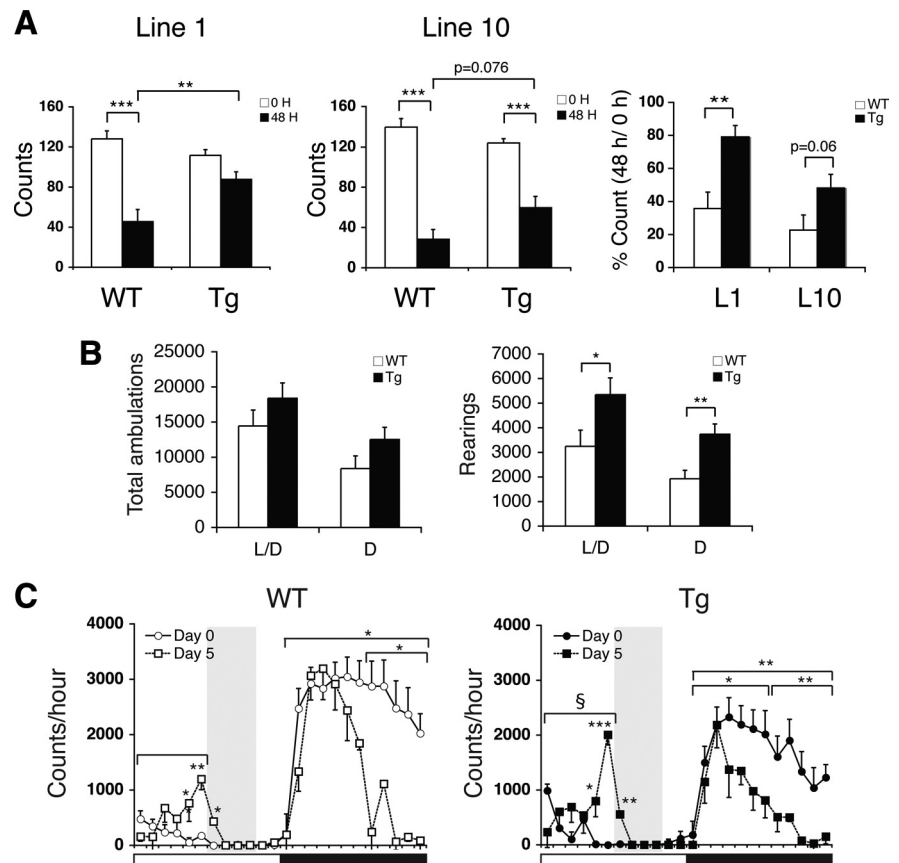 A
Line 1
Line 10
**
***
0 H
48 H
160
120
80
40
0
Counts
WT
Tg
p=0.076
***
***
0 H
48 H
160
120
80
40
0
Counts
WT
Tg
**
p=0.06
WT
Tg
100
80
60
40
20
0
% Count (48 h/ 0 h)
L1
L10
B
25000
20000
15000
10000
5000
0
Total ambulations
WT
Tg
L/D
D
7000
6000
5000
4000
3000
2000
1000
0
Rearings
*
**
WT
Tg
L/D
D
C
WT
Tg
4000
3000
2000
1000
0
Counts/hour
Day 0
Day 5
*
*
**
*
*
*
4000
3000
2000
1000
0
Counts/hour
Day 0
Day 5
§
***
*
**
**
*
**